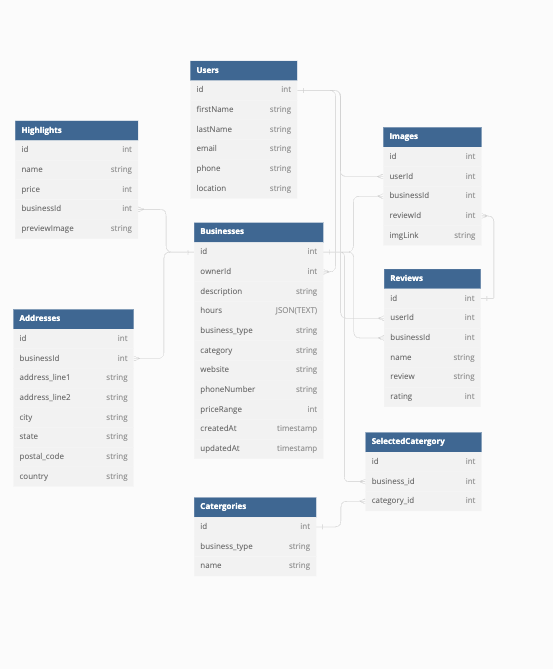 Users
id int
firstName string
lastName string
email string
phone string
location string
Highlights
id int
name string
price int
businessId int
previewImage string
Images
id int
userId int
businessId int
reviewId int
imgLink string
Businesses
id int
ownerId int
description string
hours JSON(TEXT)
business_type string
category string
website string
phoneNumber string
priceRange int
createdAt timestamp
updatedAt timestamp
Reviews
id int
userId int
businessId int
name string
review string
rating int
Addresses
id int
businessId int
address_line1 string
address_line2 string
city string
state string
postal_code string
country string
SelectedCatergory
id int
business_id int
category_id int
Catergories
id int
business_type string
name string